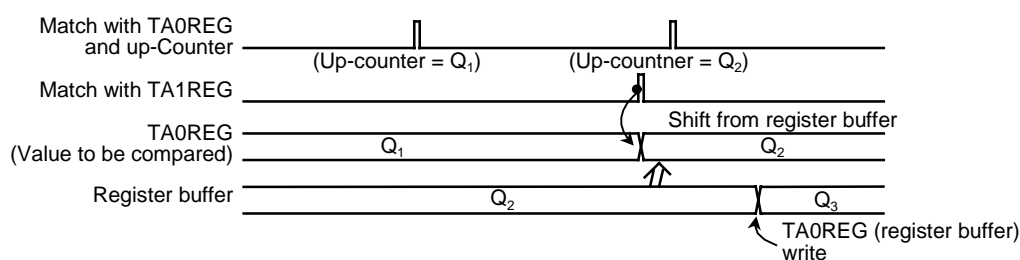 Match with TA0REG
and up-Counter
(Up-counter = Q₁)
(Up-countner = Q₂)
Match with TA1REG
Shift from register buffer
TA0REG
(Value to be compared)
Q₁
Q₂
Register buffer
Q₂
Q₃
TA0REG (register buffer)
write